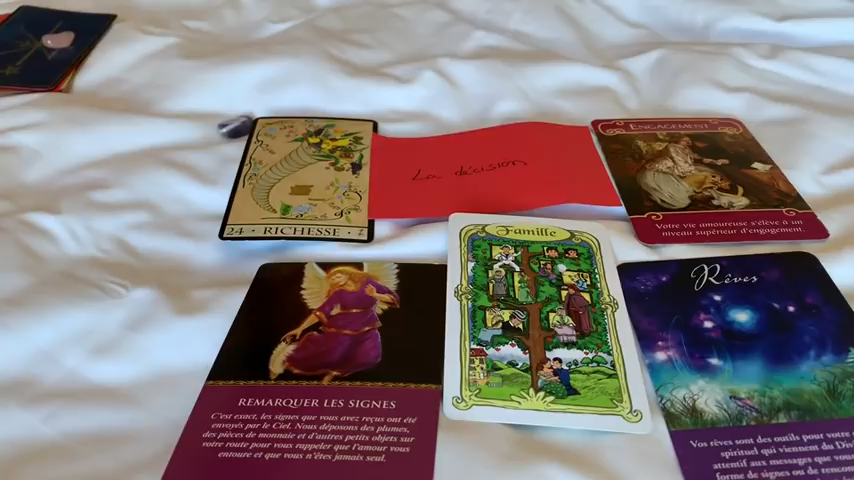 24 · RICHESSE
La décision
ENGAGEMENT
Votre vie amoureuse s'élève à un
niveau supérieur d'engagement.
REMARQUER LES SIGNES
C'est exact, les signes que vous avez reçus ont été
envoyés par le Ciel. Nous déposons des plumes,
des pièces de monnaie et d'autres petits objets sur
votre route pour vous rappeler que l'amour vous
entoure et que vous n'êtes jamais seul.
Famille
Rêves
Vos rêves sont des outils pour votre
spirituel qui viennent du Div
attentif aux messages que vous
forme de signes ou de rencon